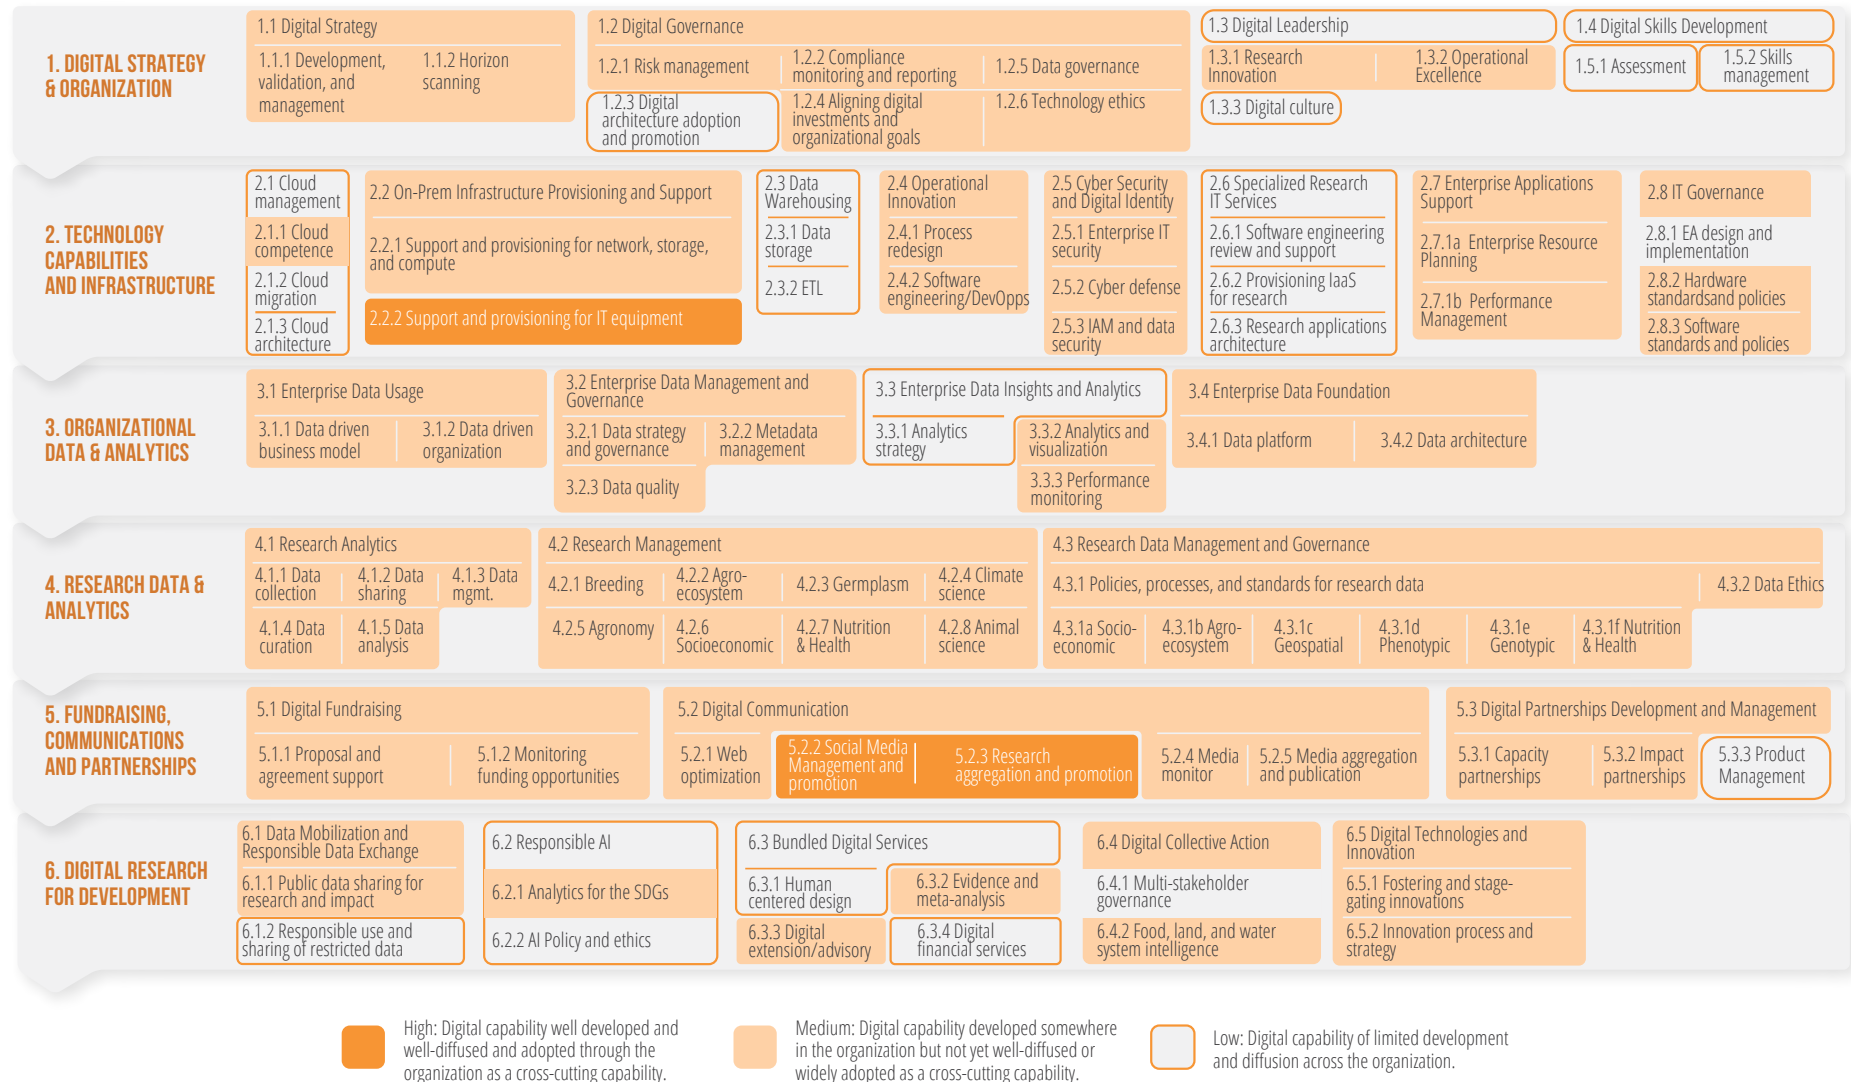 1. DIGITAL STRATEGY
& ORGANIZATION
1.1 Digital Strategy
1.1.1 Development,
validation, and
management
1.1.2 Horizon
scanning
1.2 Digital Governance
1.2.1 Risk management
1.2.2 Compliance
monitoring and reporting
1.2.5 Data governance
1.2.3 Digital
architecture adoption
and promotion
1.2.4 Aligning digital
investments and
organizational goals
1.2.6 Technology ethics
1.3 Digital Leadership
1.3.1 Research
Innovation
1.3.2 Operational
Excellence
1.3.3 Digital culture
1.4 Digital Skills Development
1.5.1 Assessment
1.5.2 Skills
management
2. TECHNOLOGY
CAPABILITIES
AND INFRASTRUCTURE
2.1 Cloud
management
2.1.1 Cloud
competence
2.1.2 Cloud
migration
2.1.3 Cloud
architecture
2.2 On-Prem Infrastructure Provisioning and Support
2.2.1 Support and provisioning for network, storage,
and compute
2.2.2 Support and provisioning for IT equipment
2.3 Data
Warehousing
2.3.1 Data
storage
2.3.2 ETL
2.4 Operational
Innovation
2.4.1 Process
redesign
2.4.2 Software
engineering/DevOpps
2.5 Cyber Security
and Digital Identity
2.5.1 Enterprise IT
security
2.5.2 Cyber defense
2.5.3 IAM and data
security
2.6 Specialized Research
IT Services
2.6.1 Software engineering
review and support
2.6.2 Provisioning IaaS
for research
2.6.3 Research applications
architecture
2.7 Enterprise Applications
Support
2.7.1a Enterprise Resource
Planning
2.7.1b Performance
Management
2.8 IT Governance
2.8.1 EA design and
implementation
2.8.2 Hardware
standardsand policies
2.8.3 Software
standards and policies
3. ORGANIZATIONAL
DATA & ANALYTICS
3.1 Enterprise Data Usage
3.1.1 Data driven
business model
3.1.2 Data driven
organization
3.2 Enterprise Data Management and
Governance
3.2.1 Data strategy
and governance
3.2.2 Metadata
management
3.2.3 Data quality
3.3 Enterprise Data Insights and Analytics
3.3.1 Analytics
strategy
3.3.2 Analytics and
visualization
3.3.3 Performance
monitoring
3.4 Enterprise Data Foundation
3.4.1 Data platform
3.4.2 Data architecture
4. RESEARCH DATA &
ANALYTICS
4.1 Research Analytics
4.1.1 Data
collection
4.1.2 Data
sharing
4.1.3 Data
mgmt.
4.1.4 Data
curation
4.1.5 Data
analysis
4.2 Research Management
4.2.1 Breeding
4.2.2 Agro-
ecosystem
4.2.3 Germplasm
4.2.4 Climate
science
4.2.5 Agronomy
4.2.6
Socioeconomic
4.2.7 Nutrition
& Health
4.2.8 Animal
science
4.3 Research Data Management and Governance
4.3.1 Policies, processes, and standards for research data
4.3.2 Data Ethics
4.3.1a Socio-
economic
4.3.1b Agro-
ecosystem
4.3.1c
Geospatial
4.3.1d
Phenotypic
4.3.1e
Genotypic
4.3.1f Nutrition
& Health
5. FUNDRAISING,
COMMUNICATIONS
AND PARTNERSHIPS
5.1 Digital Fundraising
5.1.1 Proposal and
agreement support
5.1.2 Monitoring
funding opportunities
5.2 Digital Communication
5.2.1 Web
optimization
5.2.2 Social Media
Management and
promotion
5.2.3 Research
aggregation and promotion
5.2.4 Media
monitor
5.2.5 Media aggregation
and publication
5.3 Digital Partnerships Development and Management
5.3.1 Capacity
partnerships
5.3.2 Impact
partnerships
5.3.3 Product
Management
6. DIGITAL RESEARCH
FOR DEVELOPMENT
6.1 Data Mobilization and
Responsible Data Exchange
6.1.1 Public data sharing for
research and impact
6.1.2 Responsible use and
sharing of restricted data
6.2 Responsible AI
6.2.1 Analytics for the SDGs
6.2.2 AI Policy and ethics
6.3 Bundled Digital Services
6.3.1 Human
centered design
6.3.2 Evidence and
meta-analysis
6.3.3 Digital
extension/advisory
6.3.4 Digital
financial services
6.4 Digital Collective Action
6.4.1 Multi-stakeholder
governance
6.4.2 Food, land, and water
system intelligence
6.5 Digital Technologies and
Innovation
6.5.1 Fostering and stage-
gating innovations
6.5.2 Innovation process and
strategy
High: Digital capability well developed and
well-diffused and adopted through the
organization as a cross-cutting capability.
Medium: Digital capability developed somewhere
in the organization but not yet well-diffused or
widely adopted as a cross-cutting capability.
Low: Digital capability of limited development
and diffusion across the organization.